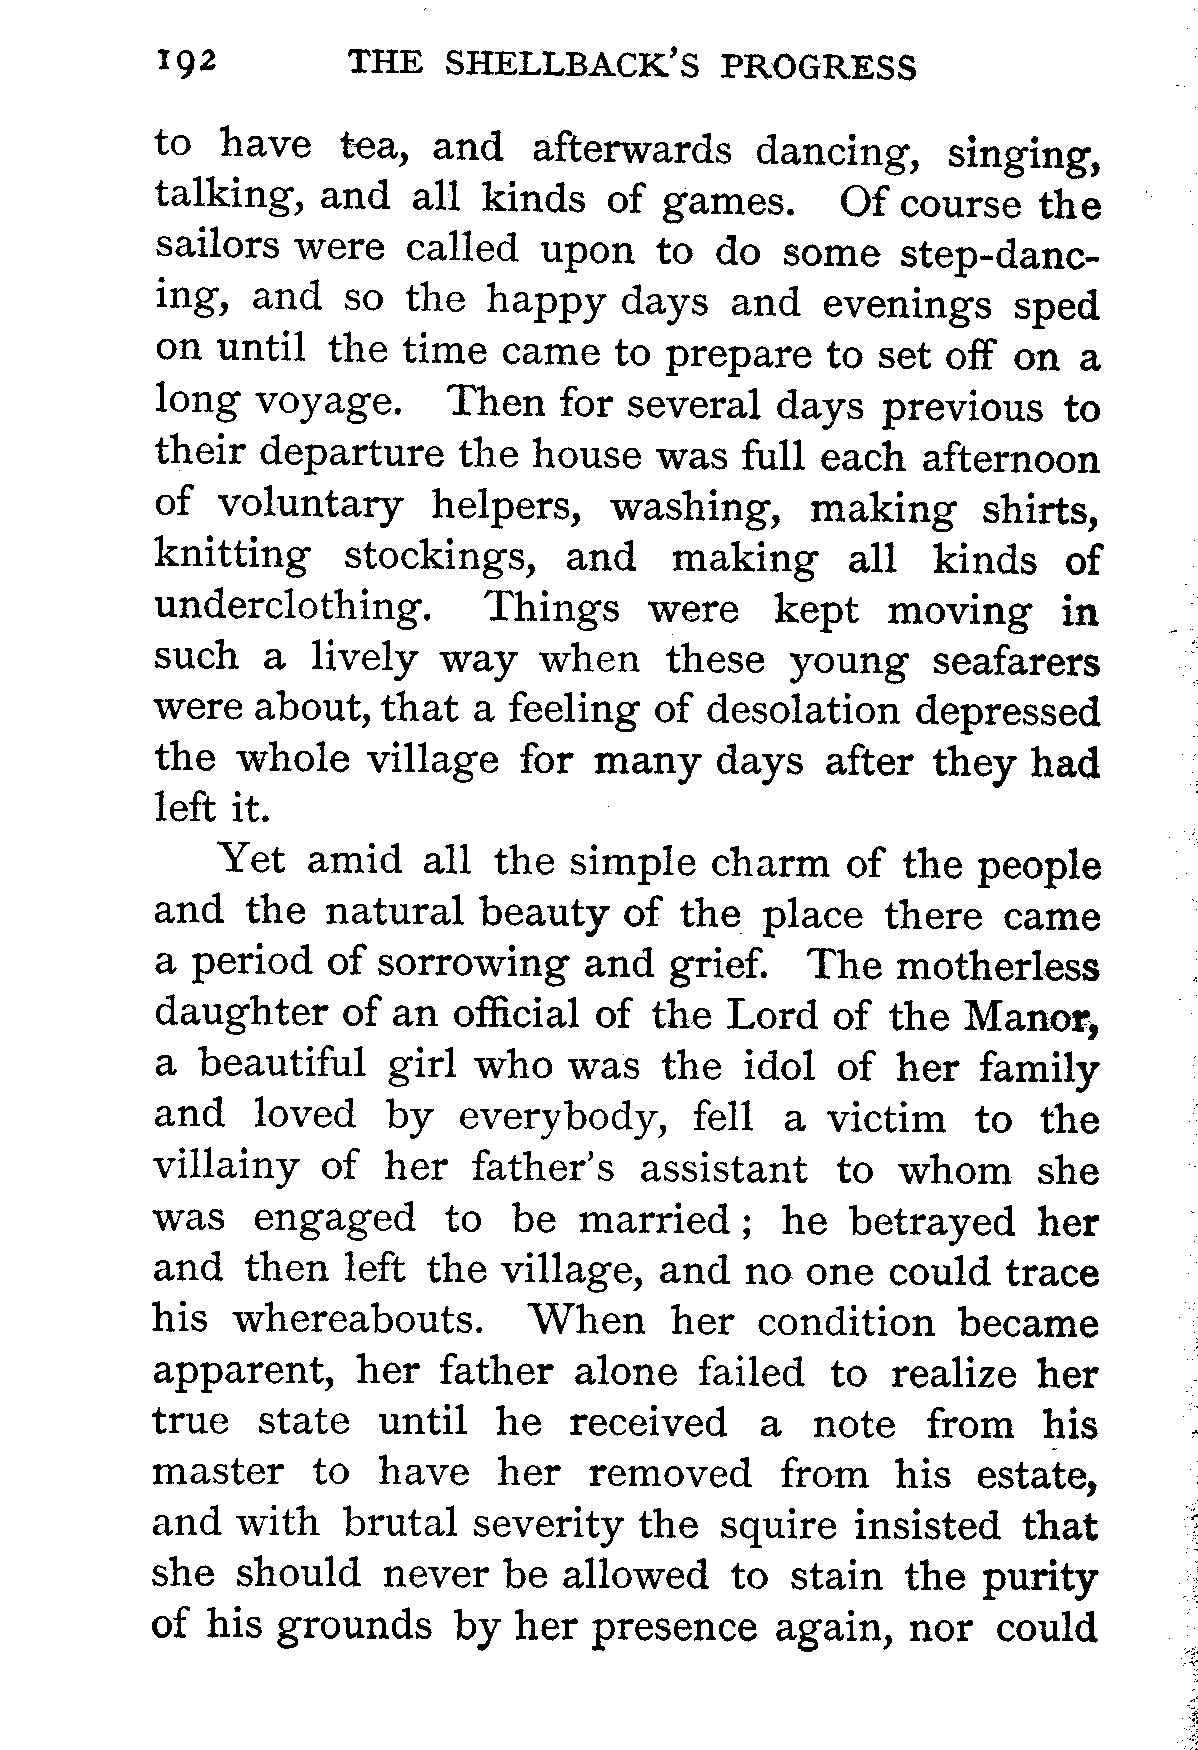 192 THE SHELLBACK'S PROGRESS
to have tea, and afterwards dancing, singing,
talking, and all kinds of games. Of course the
sailors were called upon to do some step-danc-
ing, and so the happy days and evenings sped
on until the time came to prepare to set off on a
long voyage. Then for several days previous to
their departure the house was full each afternoon
of voluntary helpers, washing, making shirts,
knitting stockings, and making all kinds of
underclothing. Things were kept moving in
such a lively way when these young seafarers
were about, that a feeling of desolation depressed
the whole village for many days after they had
left it.
Yet amid all the simple charm of the people
and the natural beauty of the place there came
a period of sorrowing and grief. The motherless
daughter of an official of the Lord of the Manor,
a beautiful girl who was the idol of her family
and loved by everybody, fell a victim to the
villainy of her father's assistant to whom she
was engaged to be married; he betrayed her
and then left the village, and no one could trace
his whereabouts. When her condition became
apparent, her father alone failed to realize her
true state until he received a note from his
master to have her removed from his estate,
and with brutal severity the squire insisted that
she should never be allowed to stain the purity
of his grounds by her presence again, nor could